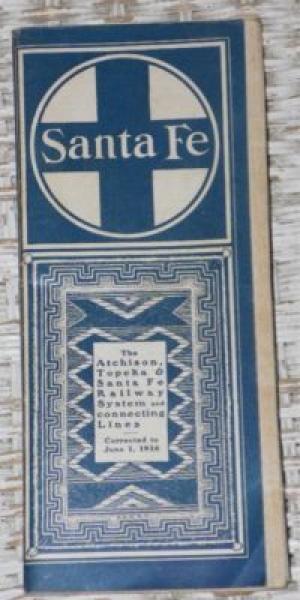 Santa Fe
The
Atchison,
Topeka &
Santa Fe
Railway
System and
connecting
Lines
Corrected to
June 1, 1916